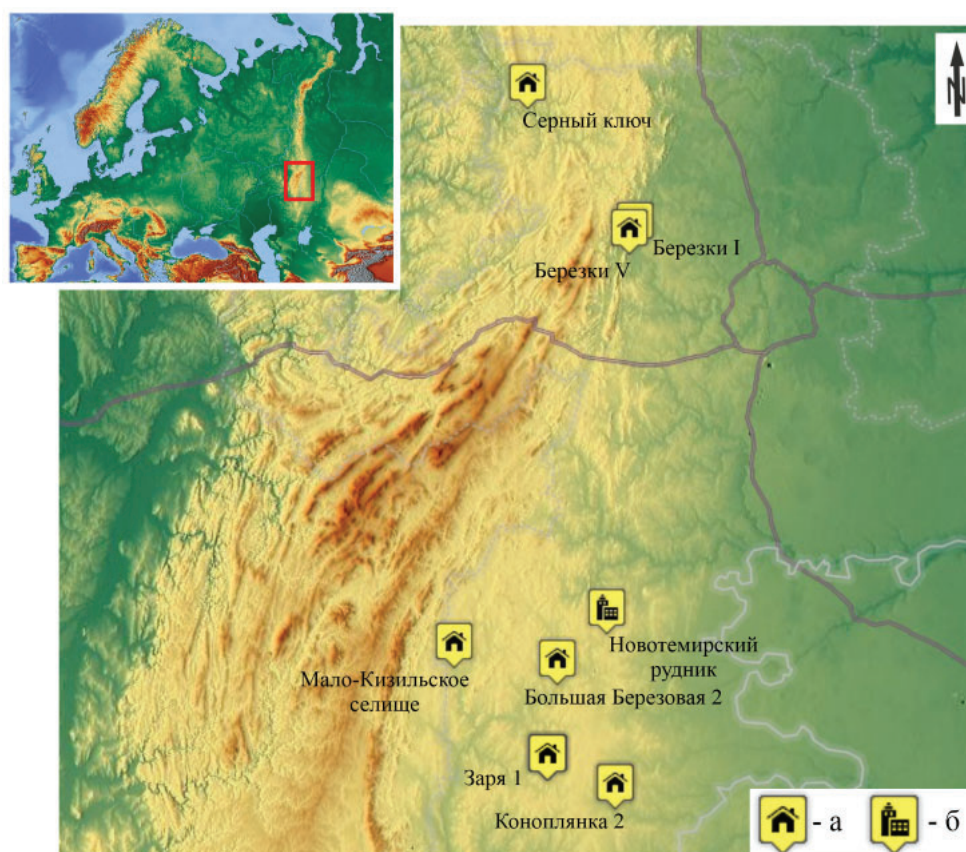 N
Серный ключ
Березки I
Березки V
Новотемирский
рудник
Мало-Кизильское
селище
Большая Березовая 2
Заря 1
Коноплянка 2
- а
- б